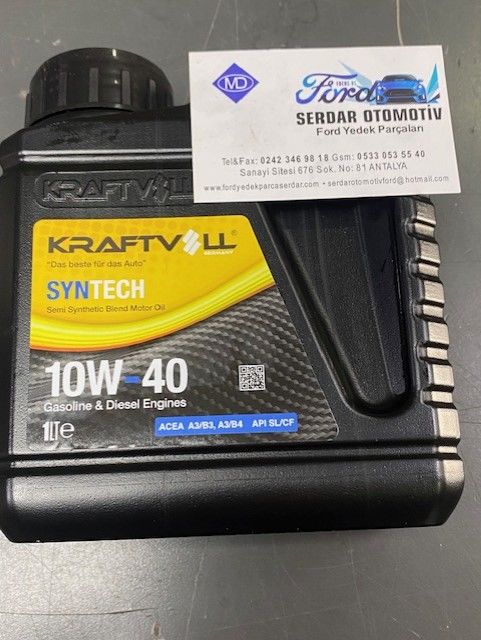 MD
FOCUS RS
Ford
SERDAR OTOMOTİV
Ford Yedek Parçaları
Tel&Fax: 0242 346 98 18 Gsm: 0533 053 55 40
Sanayi Sitesi 676 Sok. No: 81 ANTALYA
www.fordyedekparcaserdar.com • serdarotomotivford@hotmail.com
KRAFTVOLL
KRAFTVOLL®
GERMANY
"Das beste für das Auto"
SYNTECH
Semi Synthetic Blend Motor Oil
10W-40
Gasoline & Diesel Engines
1LT℮
ACEA A3/B3, A3/B4 API SL/CF